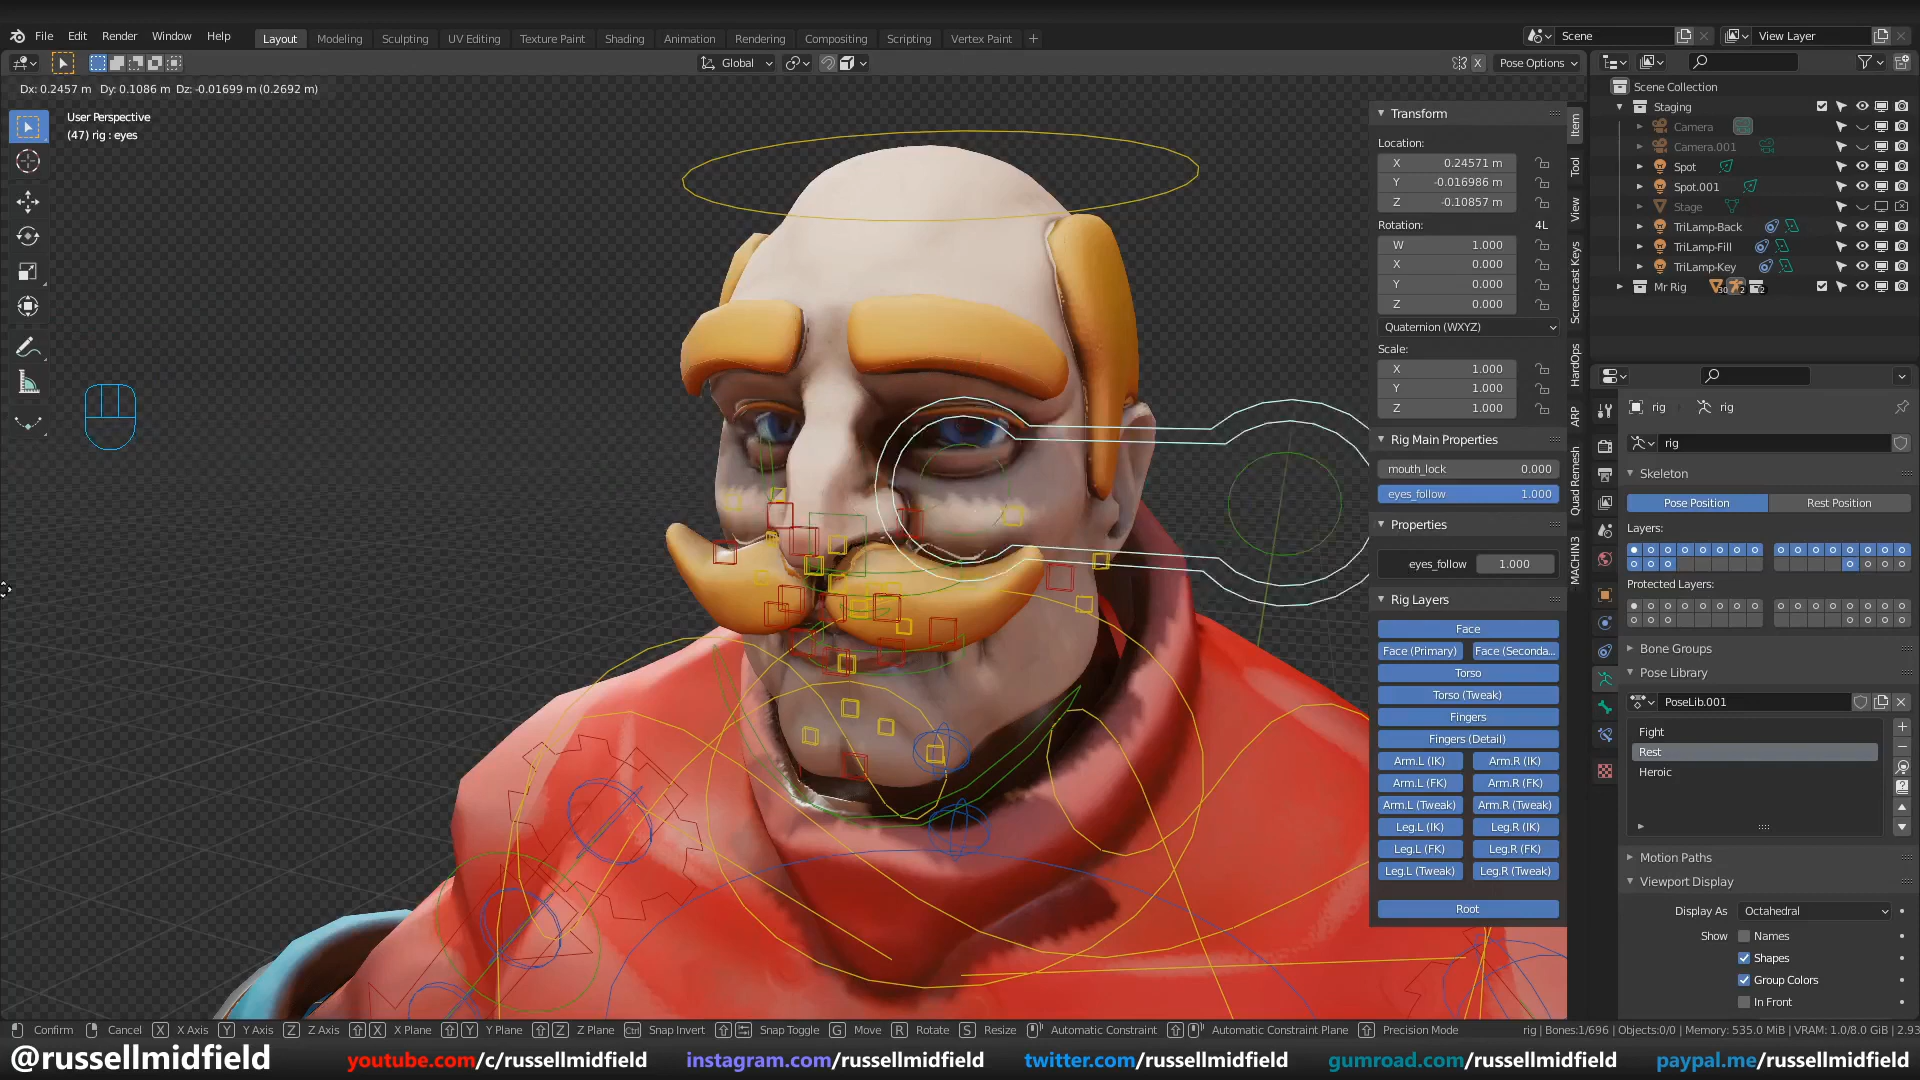 File Edit Render Window Help Layout Modeling Sculpting UV Editing Texture Paint Shading Animation Rendering Compositing Scripting Viewport Print +
Scene View Layer
Global X Pose Options
Dx: 0.2457 m Dy: 0.1086 m Dz: -0.01699 m (0.2692 m)
User Perspective
(47) rig : eyes
Transform
Location:
X 0.24571 m
Y -0.016986 m
Z -0.10857 m
Rotation: 4L
W 1.000
X 0.000
Y 0.000
Z 0.000
Quaternion (WXYZ)
Scale:
X 1.000
Y 1.000
Z 1.000
Rig Main Properties
mouth_lock 0.000
eyes_follow 1.000
Properties
eyes_follow 1.000
Rig Layers
Face
Face (Primary) Face (Seconda...
Torso
Torso (Tweak)
Fingers
Fingers (Detail)
Arm.L (IK) Arm.R (IK)
Arm.L (FK) Arm.R (FK)
Arm.L (Tweak) Arm.R (Tweak)
Leg.L (IK) Leg.R (IK)
Leg.L (FK) Leg.R (FK)
Leg.L (Tweak) Leg.R (Tweak)
Root
Item
Tool
View
Screencast Keys
HardOps
ARP
Quad Remesh
MACHIN3
Scene Collection
Staging
Camera
Camera.001
Spot
Spot.001
Stage
TriLamp-Back
TriLamp-Fill
TriLamp-Key
Mr Rig 30 2 2
rig rig
rig
Skeleton
Pose Position Rest Position
Layers:
Protected Layers:
Bone Groups
Pose Library
PoseLib.001
Fight
Rest
Heroic
Motion Paths
Viewport Display
Display As Octahedral
Show Names
Shapes
Group Colors
In Front
Confirm Cancel X X Axis Y Y Axis Z Z Axis X X Plane Y Y Plane Z Z Plane Ctrl Snap Invert Snap Toggle G Move R Rotate S Resize Automatic Constraint Automatic Constraint Plane Precision Mode rig | Bones:1/696 | Objects:0/0 | Memory: 535.0 MiB | VRAM: 1.0/8.0 GiB | 2.93
@russellmidfield youtube.com/c/russellmidfield instagram.com/russellmidfield twitter.com/russellmidfield gumroad.com/russellmidfield paypal.me/russellmidfield